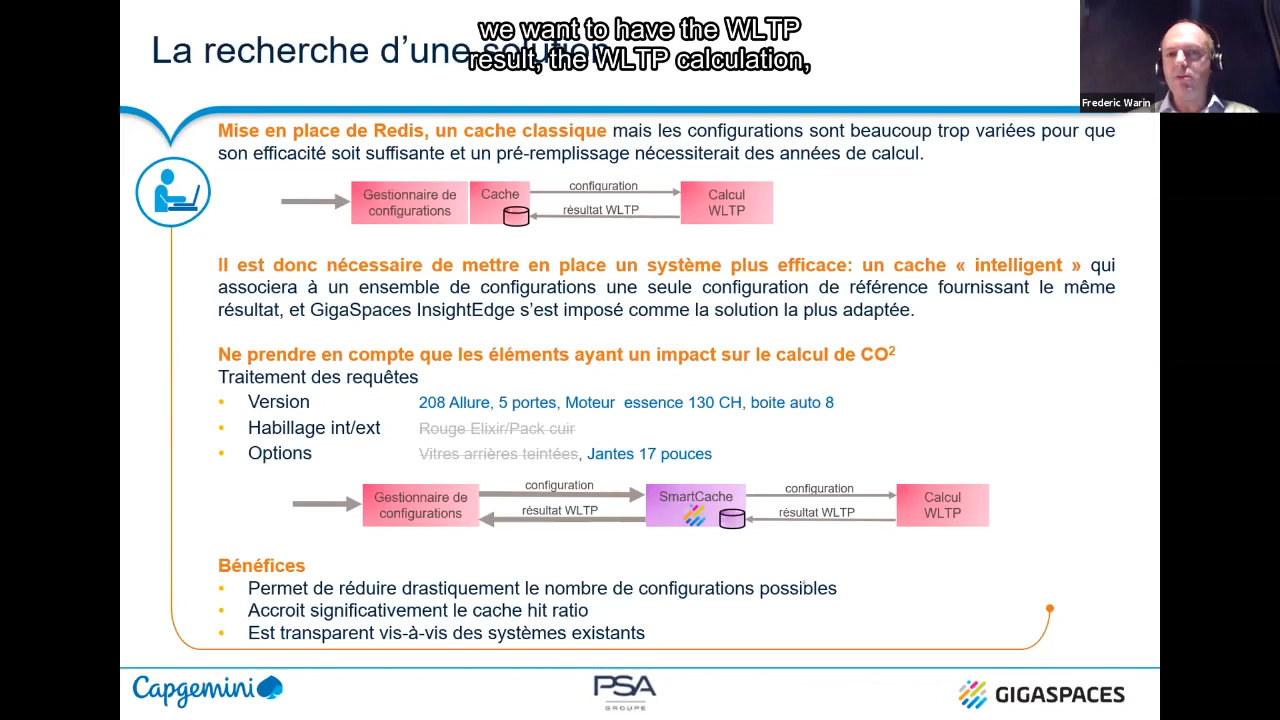 La recherche d'une solution
we want to have the WLTP
result, the WLTP calculation,
Frederic Warin
Mise en place de Redis, un cache classique mais les configurations sont beaucoup trop variées pour que
son efficacité soit suffisante et un pré-remplissage nécessiterait des années de calcul.
Gestionnaire de
configurations
Cache
configuration
résultat WLTP
Calcul
WLTP
Il est donc nécessaire de mettre en place un système plus efficace: un cache « intelligent » qui
associera à un ensemble de configurations une seule configuration de référence fournissant le même
résultat, et GigaSpaces InsightEdge s'est imposé comme la solution la plus adaptée.
Ne prendre en compte que les éléments ayant un impact sur le calcul de CO²
Traitement des requêtes
• Version 208 Allure, 5 portes, Moteur essence 130 CH, boite auto 8
• Habillage int/ext Rouge Elixir/Pack cuir
• Options Vitres arrières teintées, Jantes 17 pouces
Gestionnaire de
configurations
configuration
résultat WLTP
SmartCache
configuration
résultat WLTP
Calcul
WLTP
Bénéfices
• Permet de réduire drastiquement le nombre de configurations possibles
• Accroit significativement le cache hit ratio
• Est transparent vis-à-vis des systèmes existants
Capgemini
PSA
GROUPE
GIGASPACES